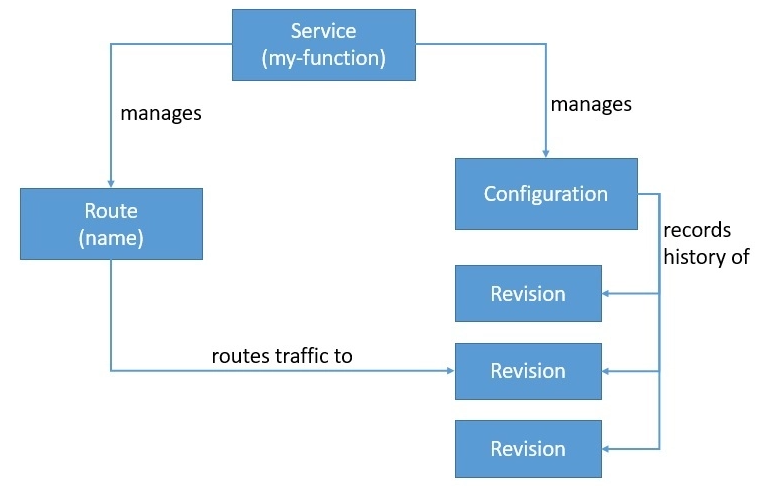 Service
(my-function)
manages
manages
Route
(name)
Configuration
records
history of
Revision
routes traffic to
Revision
Revision